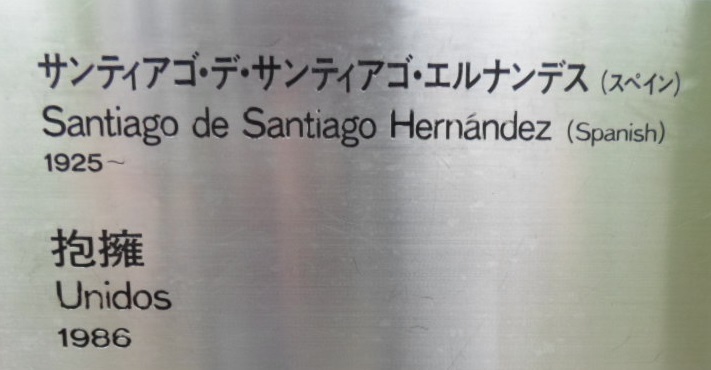 サンティアゴ・デ・サンティアゴ・エルナンデス (スペイン)
Santiago de Santiago Hernández (Spanish)
1925~
抱擁
Unidos
1986